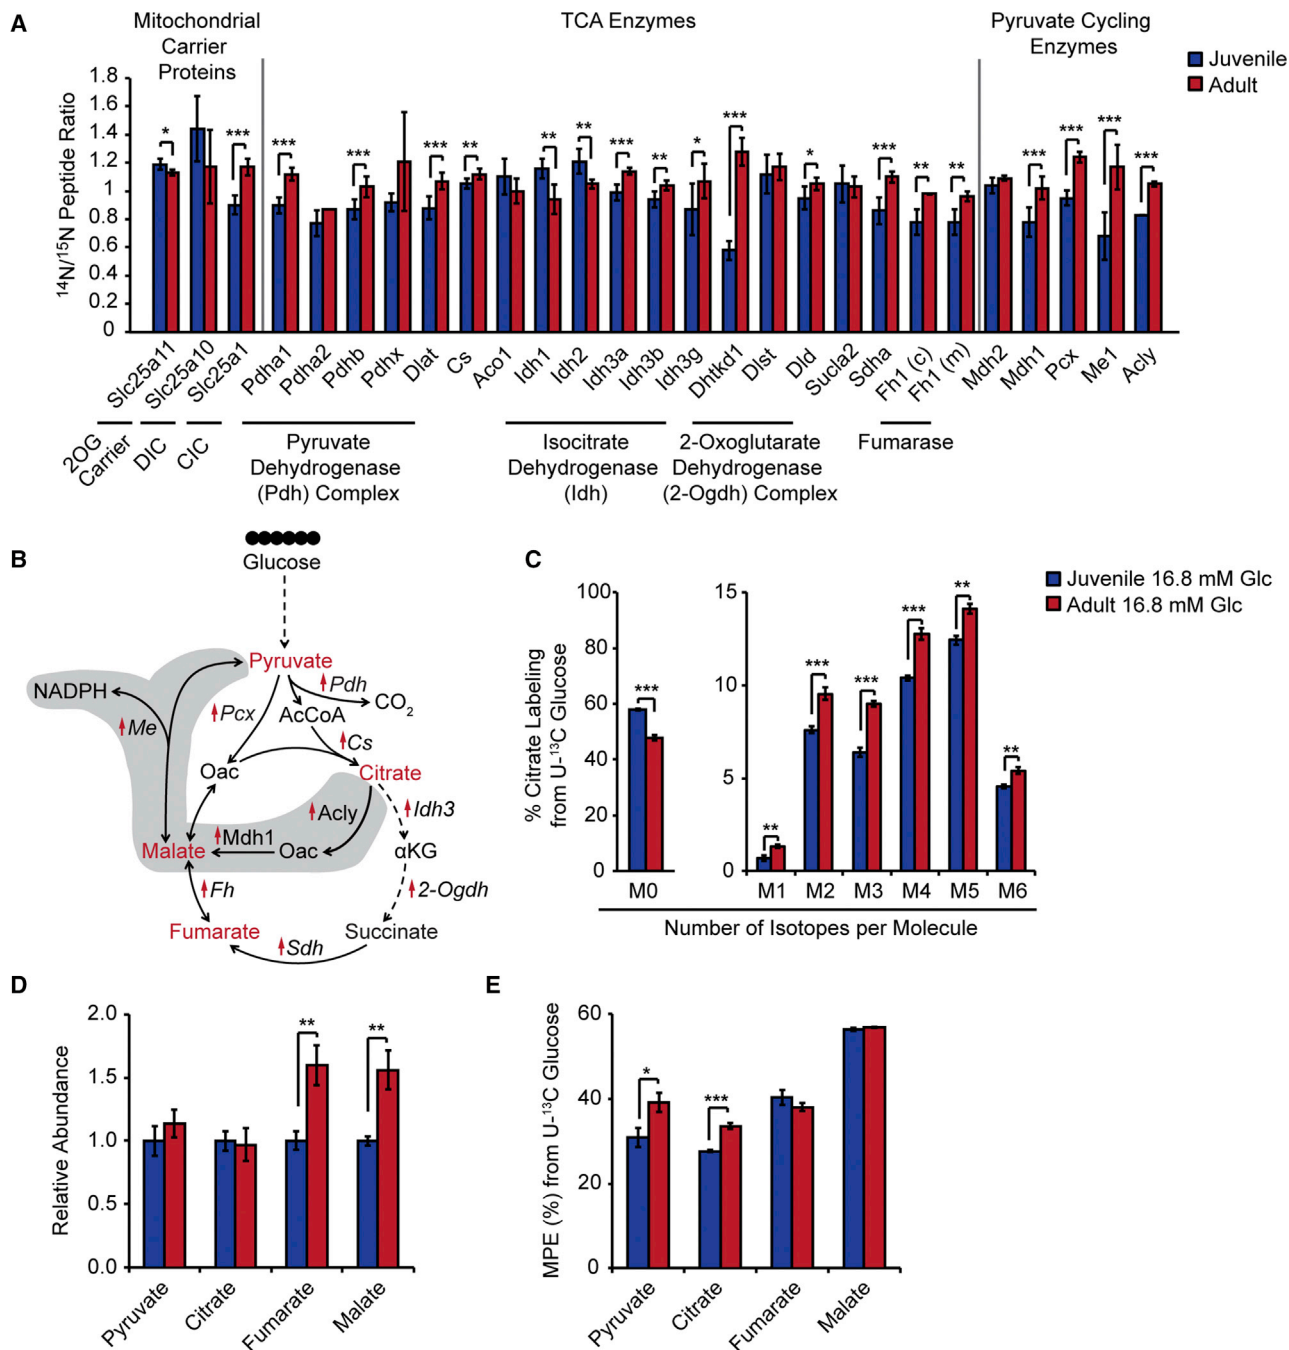 A
Mitochondrial
Carrier
Proteins
TCA Enzymes
Pyruvate Cycling
Enzymes
Juvenile
Adult
14N/15N Peptide Ratio
1.8
1.6
1.4
1.2
1
0.8
0.6
0.4
0.2
0
* *** *** *** *** ** ** ** *** ** * *** * *** ** ** *** *** *** ***
Slc25a11
Slc25a10
Slc25a1
Pdha1
Pdha2
Pdhb
Pdhx
Dlat
Cs
Aco1
Idh1
Idh2
Idh3a
Idh3b
Idh3g
Dhtkd1
Dlst
Dld
Sucla2
Sdha
Fh1 (c)
Fh1 (m)
Mdh2
Mdh1
Pcx
Me1
Acly
2OG
Carrier
DIC
CIC
Pyruvate
Dehydrogenase
(Pdh) Complex
Isocitrate
Dehydrogenase
(Idh)
2-Oxoglutarate
Dehydrogenase
(2-Ogdh) Complex
Fumarase
B
Glucose
Pyruvate
Pdh
NADPH
CO2
Me
Pcx
AcCoA
Cs
Oac
Citrate
Idh3
Acly
Mdh1
Malate
Oac
αKG
Fh
2-Ogdh
Fumarate
Succinate
Sdh
C
% Citrate Labeling
from U-13C Glucose
100
80
60
40
20
0
***
M0
15
10
5
0
** *** *** *** ** **
M1 M2 M3 M4 M5 M6
Number of Isotopes per Molecule
Juvenile 16.8 mM Glc
Adult 16.8 mM Glc
D
Relative Abundance
2.0
1.5
1.0
0.5
0.0
** **
Pyruvate
Citrate
Fumarate
Malate
E
MPE (%) from U-13C Glucose
60
40
20
0
* ***
Pyruvate
Citrate
Fumarate
Malate